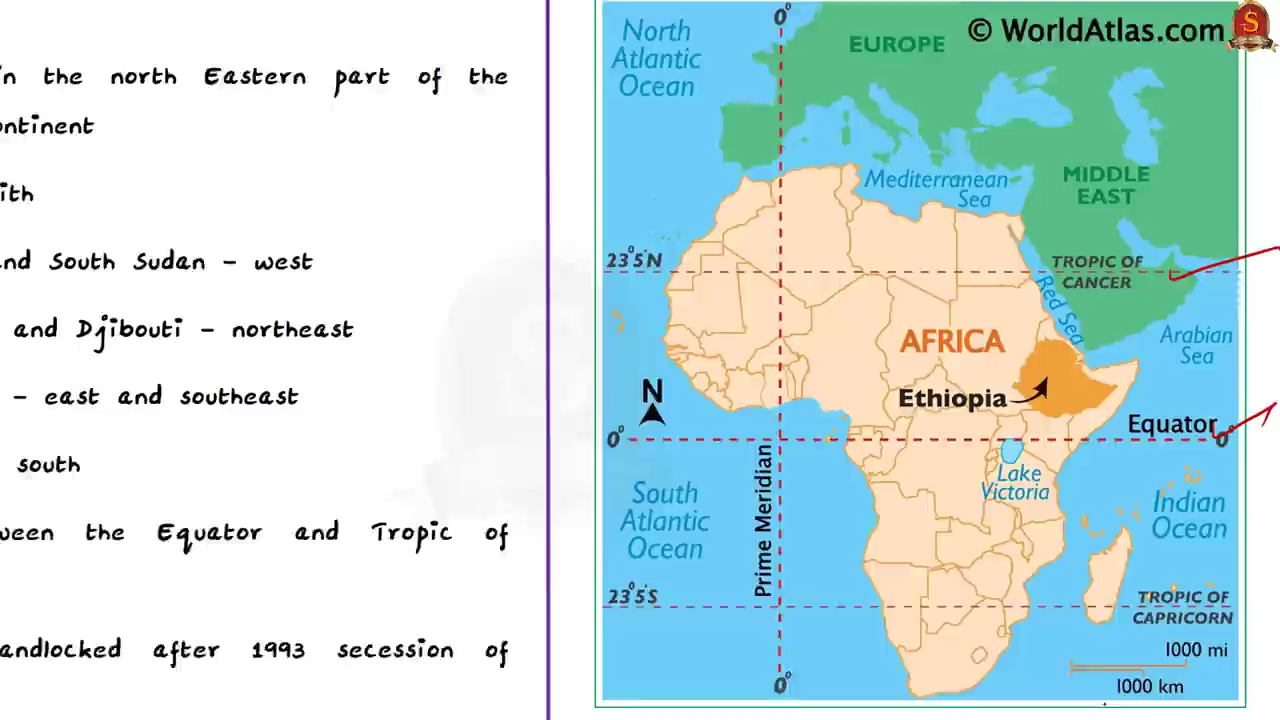 in the north Eastern part of the
ontinent
ith
nd South Sudan - west
and Djibouti - northeast
- east and southeast
south
ween the Equator and Tropic of
andlocked after 1993 secession of
0°
© WorldAtlas.com
S
North
Atlantic
Ocean
EUROPE
Mediterranean
Sea
MIDDLE
EAST
23°5'N
TROPIC OF
CANCER
Red Sea
Arabian
Sea
AFRICA
N
Ethiopia
Equator
0°
0°
Lake
Victoria
Prime Meridian
South
Atlantic
Ocean
Indian
Ocean
23°5'S
TROPIC OF
CAPRICORN
1000 mi
1000 km
0°